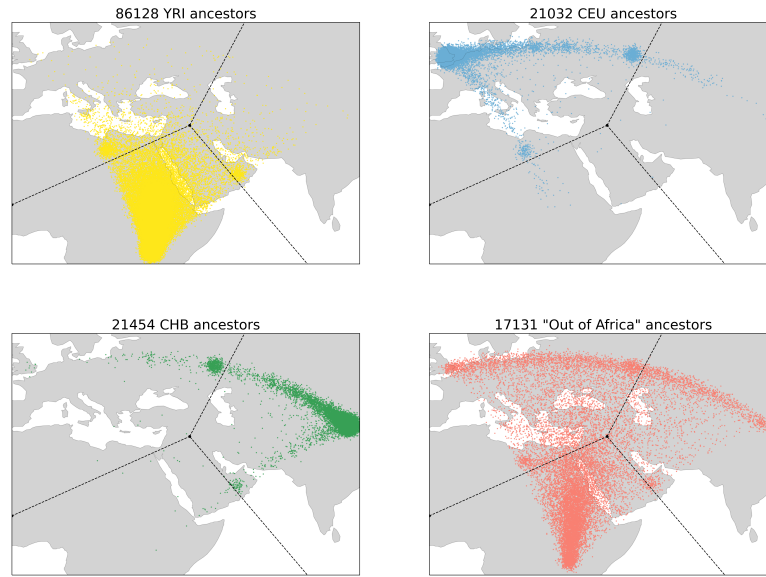 86128 YRI ancestors
21032 CEU ancestors
21454 CHB ancestors
17131 "Out of Africa" ancestors